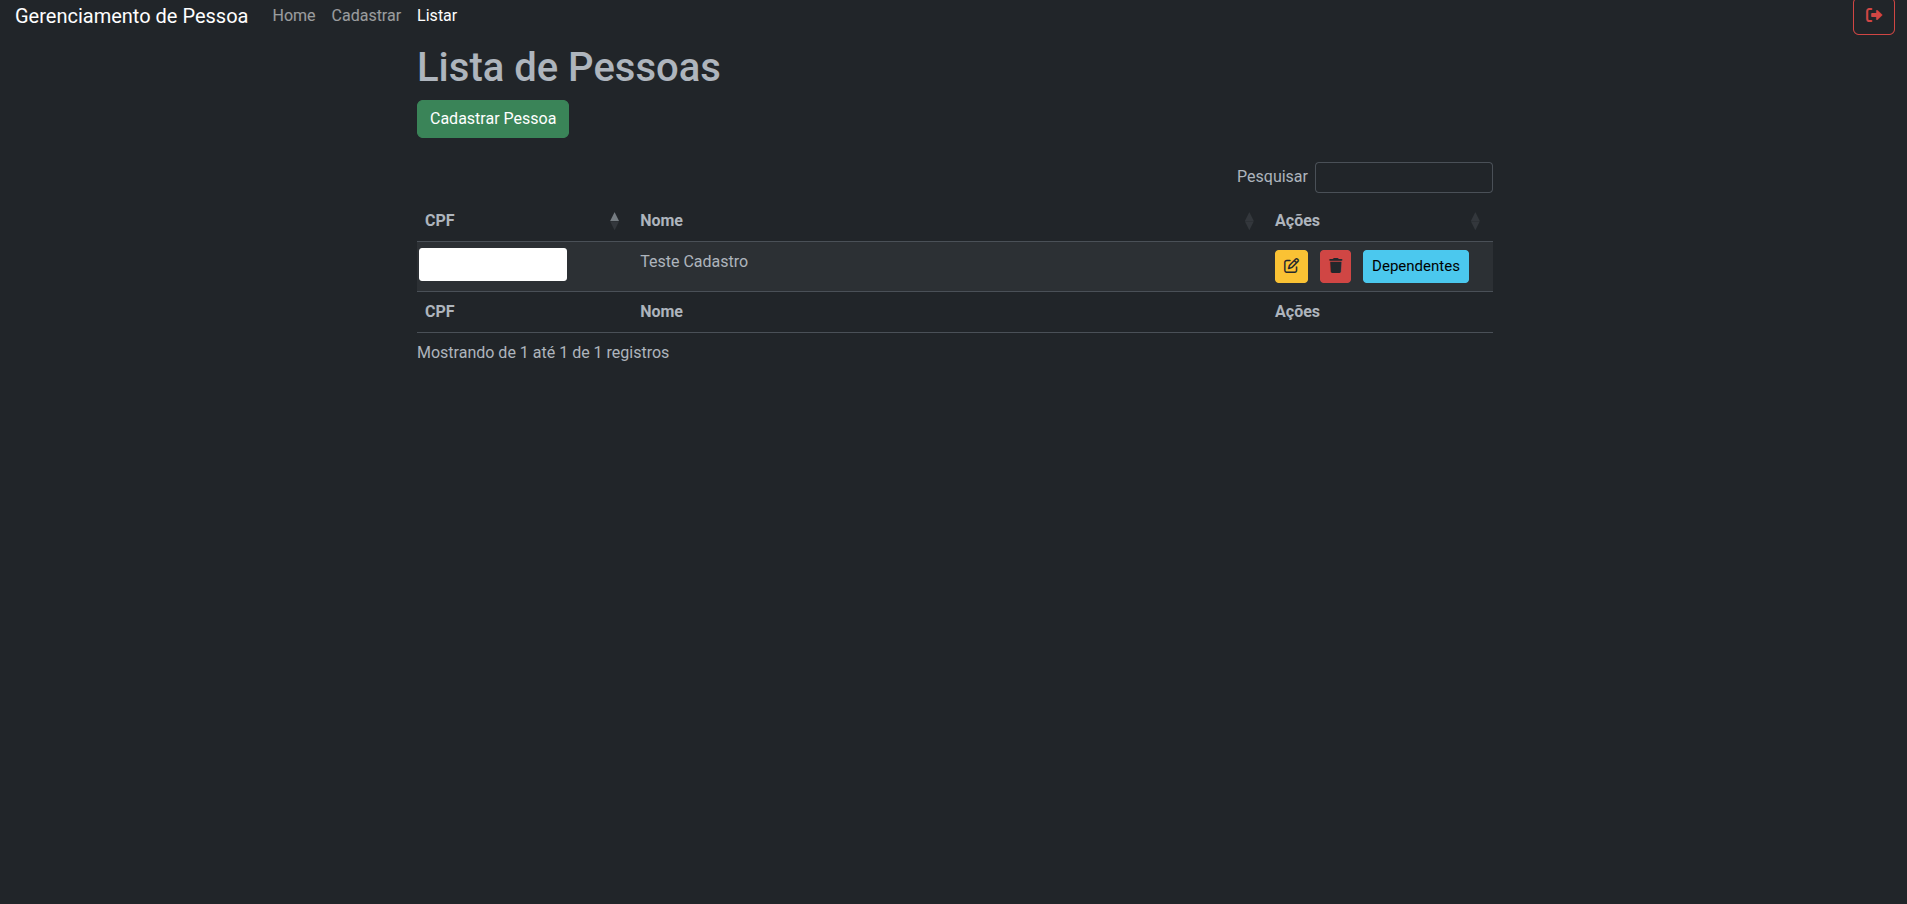 Gerenciamento de Pessoa Home Cadastrar Listar
Lista de Pessoas
Cadastrar Pessoa
Pesquisar
CPF Nome Ações
Teste Cadastro Dependentes
CPF Nome Ações
Mostrando de 1 até 1 de 1 registros